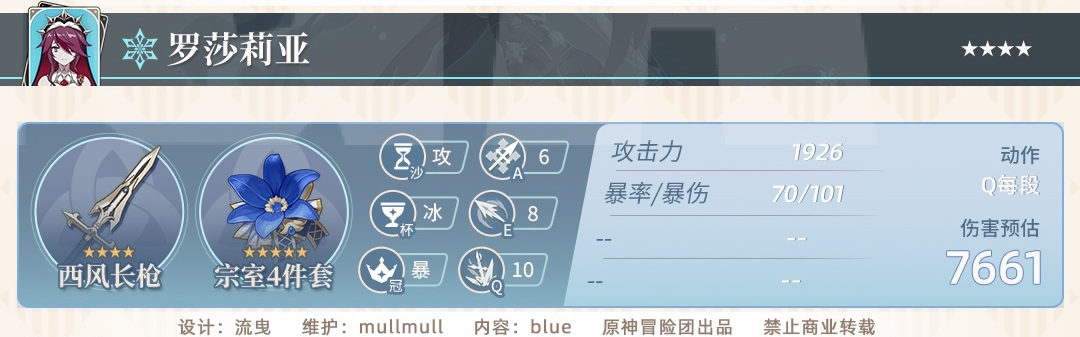 罗莎莉亚
西风长枪
宗室4件套
沙 攻
A 6
杯 冰
E 8
冠 暴
Q 10
攻击力 1926
暴率/暴伤 70/101
-- --
-- --
动作
Q每段
伤害预估
7661
设计：流曳 维护：mullmull 内容：blue 原神冒险团出品 禁止商业转载